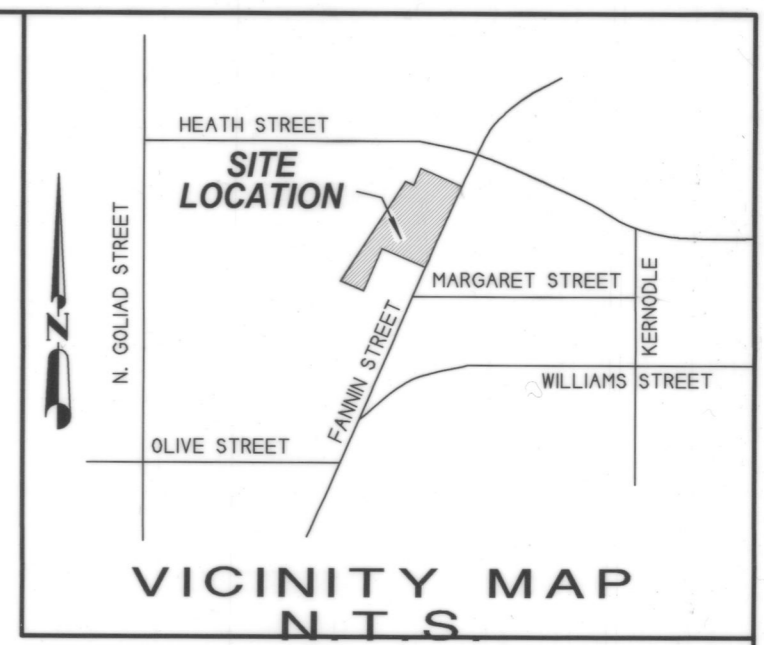 HEATH STREET
SITE
LOCATION
N. GOLIAD STREET
N
MARGARET STREET
KERNODLE
FANNIN STREET
WILLIAMS STREET
OLIVE STREET
VICINITY MAP
N.T.S.